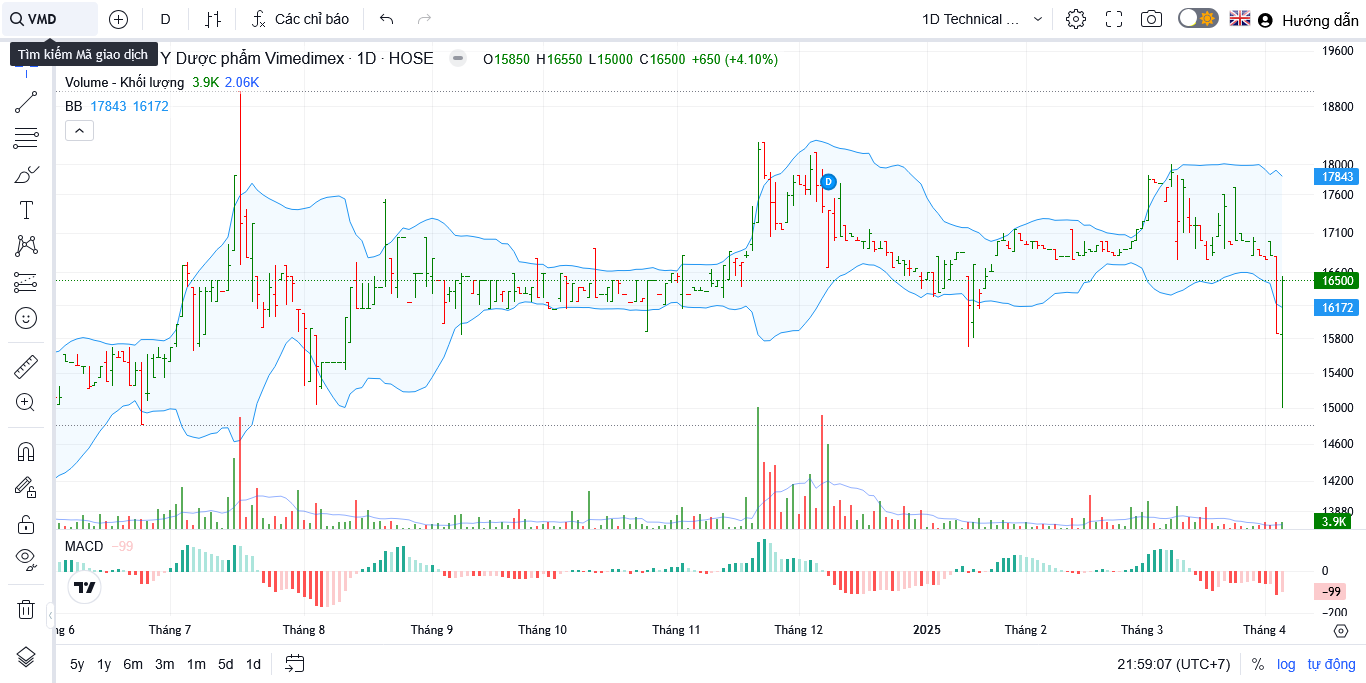 VMD
D
Các chỉ báo
1D Technical ...
Hướng dẫn
Tìm kiếm Mã giao dịch
Y Dược phẩm Vimedimex · 1D · HOSE
O15850 H16550 L15000 C16500 +650 (+4.10%)
Volume - Khối lượng 3.9K 2.06K
BB 17843 16172
D
19600
18800
18000
17843
17600
17100
16600
16500
16172
15800
15400
15000
14600
14200
13880
3.9K
MACD −99
0
−99
−200
ng 6
Tháng 7
Tháng 8
Tháng 9
Tháng 10
Tháng 11
Tháng 12
2025
Tháng 2
Tháng 3
Tháng 4
5y 1y 6m 3m 1m 5d 1d
21:59:07 (UTC+7)
%
log
tự động